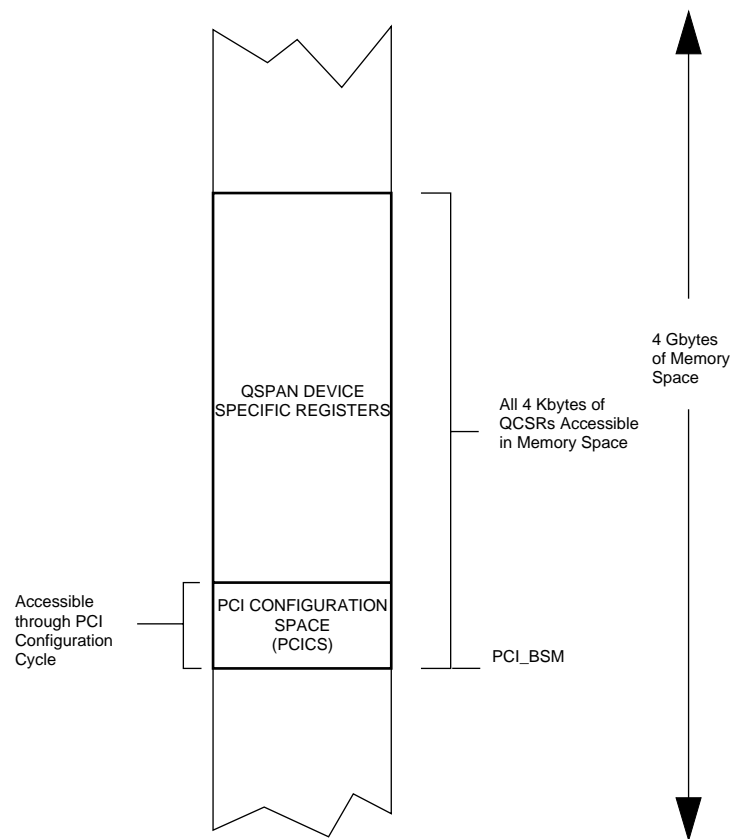 QSPAN DEVICE
SPECIFIC REGISTERS
4 Gbytes
of Memory
Space
All 4 Kbytes of
QCSRs Accessible
in Memory Space
Accessible
through PCI
Configuration
Cycle
PCI CONFIGURATION
SPACE
(PCICS)
PCI_BSM